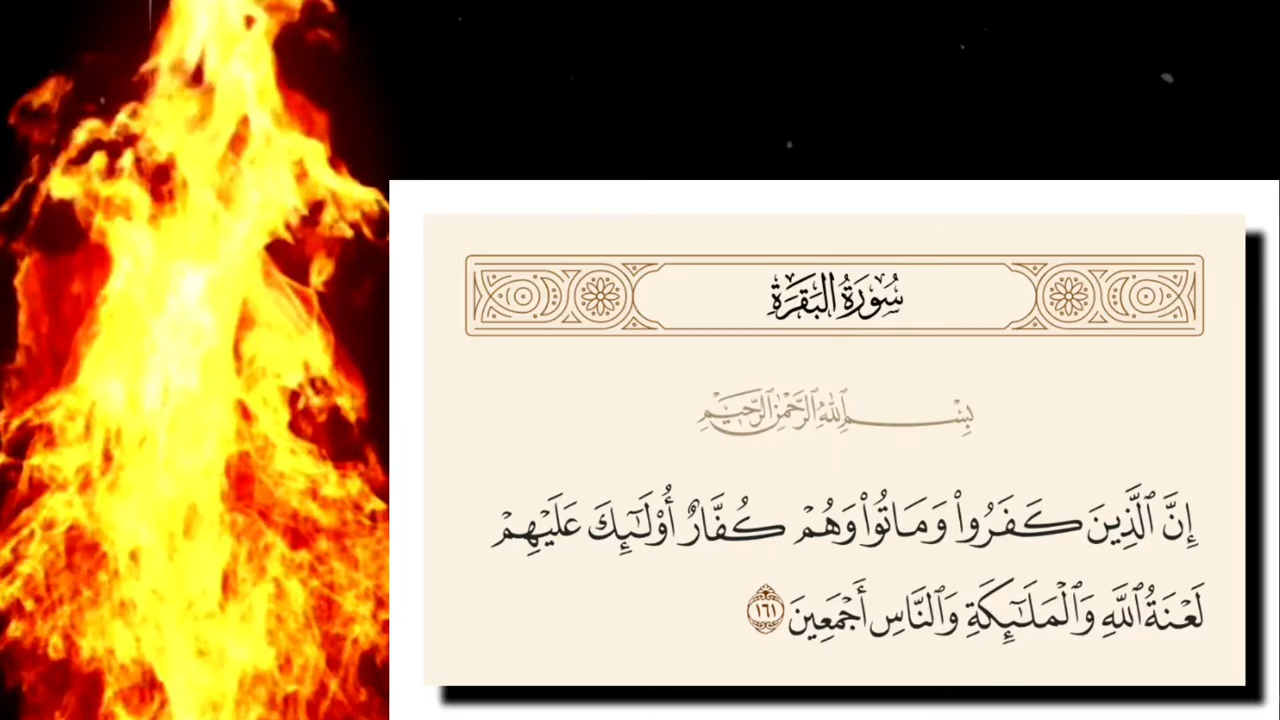 سُورَةُ البَقَرَةِ
بِسْمِ ٱللَّهِ ٱلرَّحْمَٰنِ ٱلرَّحِيمِ
إِنَّ ٱلَّذِينَ كَفَرُوا۟ وَمَاتُوا۟ وَهُمْ كُفَّارٌ أُو۟لَٰٓئِكَ عَلَيْهِمْ
لَعْنَةُ ٱللَّهِ وَٱلْمَلَٰٓئِكَةِ وَٱلنَّاسِ أَجْمَعِينَ ١٦١